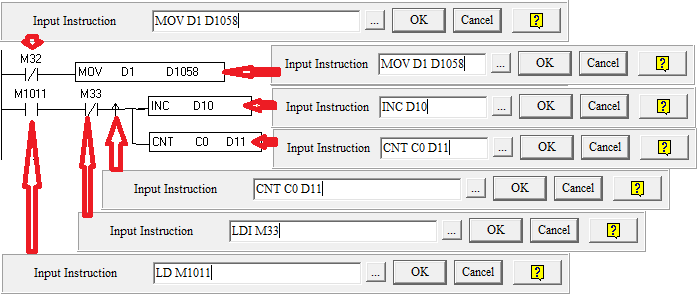 Input Instruction MOV D1 D1058 ... OK Cancel ?
M32
MOV D1 D1058
Input Instruction MOV D1 D1058 ... OK Cancel ?
M1011 M33
INC D10
Input Instruction INC D10 ... OK Cancel ?
CNT C0 D11
Input Instruction CNT C0 D11 ... OK Cancel ?
Input Instruction CNT C0 D11 ... OK Cancel ?
Input Instruction LDI M33 ... OK Cancel ?
Input Instruction LD M1011 ... OK Cancel ?